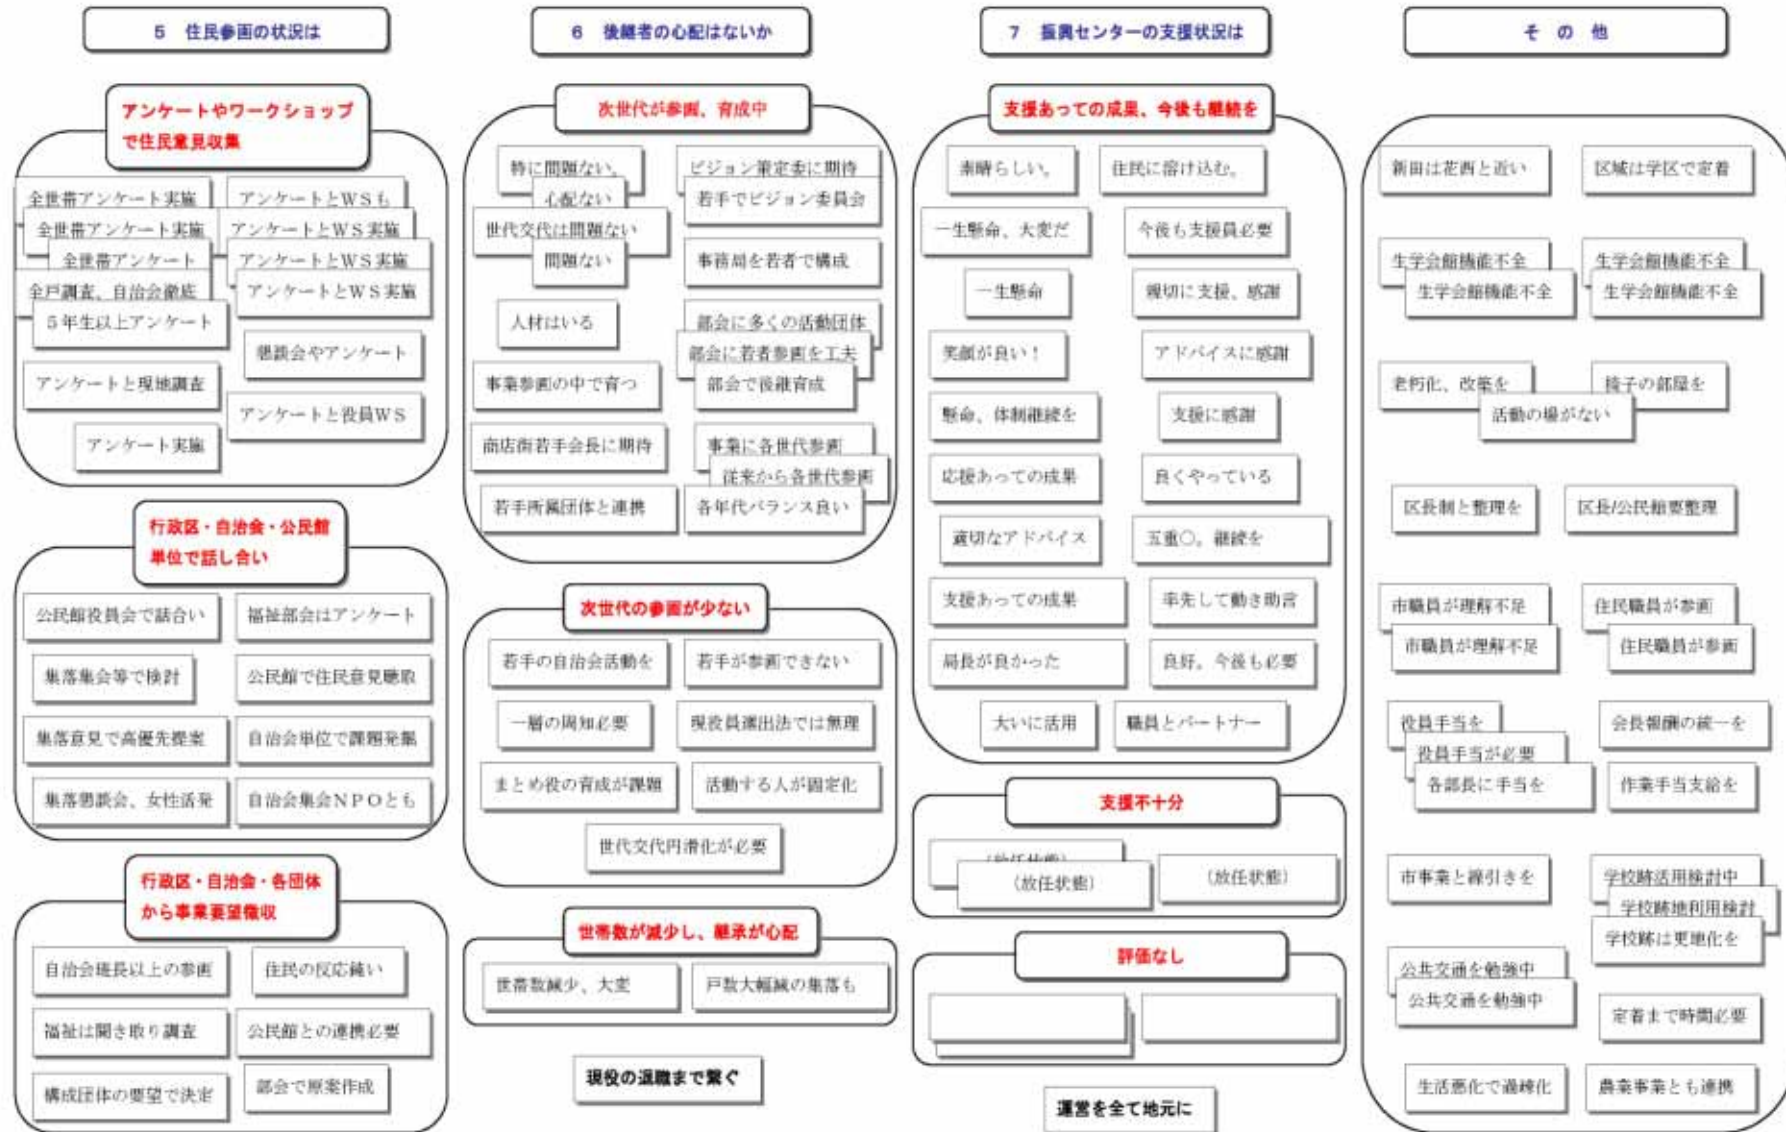 5 住民参画の状況は
アンケートやワークショップ
で住民意見収集
全世帯アンケート実施
アンケートとWSも
全世帯アンケート実施
アンケートとWS実施
全世帯アンケート
アンケートとWS実施
全戸調査、自治会徹底
アンケートとWS実施
5年生以上アンケート
懇談会やアンケート
アンケートと現地調査
アンケートと役員WS
アンケート実施
行政区・自治会・公民館
単位で話し合い
公民館役員会で話合い
福祉部会はアンケート
集落集会等で検討
公民館で住民意見聴取
集落意見で高優先提案
自治会単位で課題発掘
集落懇談会、女性活発
自治会集会NPOとも
行政区・自治会・各団体
から事業要望徴収
自治会班長以上の参画
住民の反応鈍い
福祉は聞き取り調査
公民館との連携必要
構成団体の要望で決定
部会で原案作成
6 後継者の心配はないか
次世代が参画、育成中
特に問題ない。
ビジョン策定委に期待
心配ない
若手でビジョン委員会
世代交代は問題ない
問題ない
事務局を若者で構成
人材はいる
部会に多くの活動団体
部会に若者参画を工夫
事業参画の中で育つ
部会で後継育成
商店街若手会長に期待
事業に各世代参画
従来から各世代参画
若手所属団体と連携
各年代バランス良い
次世代の参画が少ない
若手の自治会活動を
若手が参画できない
一層の周知必要
現役員選出法では無理
まとめ役の育成が課題
活動する人が固定化
世代交代円滑化が必要
世帯数が減少し、継承が心配
世帯数減少、大変
戸数大幅減の集落も
現役の退職まで繋ぐ
7 振興センターの支援状況は
支援あっての成果、今後も継続を
素晴らしい。
住民に溶け込む。
一生懸命、大変だ
今後も支援員必要
一生懸命
親切に支援、感謝
笑顔が良い！
アドバイスに感謝
懸命、体制継続を
支援に感謝
応援あっての成果
良くやっている
適切なアドバイス
五重〇。継続を
支援あっての成果
率先して動き助言
局長が良かった
良好。今後も必要
大いに活用
職員とパートナー
支援不十分
（放任状態）
（放任状態）
（放任状態）
評価なし
運営を全て地元に
そ の 他
新田は花西と近い
区域は学区で定着
生学会館機能不全
生学会館機能不全
生学会館機能不全
生学会館機能不全
老朽化、改築を
椅子の部屋を
活動の場がない
区長制と整理を
区長/公民館要整理
市職員が理解不足
住民職員が参画
市職員が理解不足
住民職員が参画
役員手当を
会長報酬の統一を
役員手当が必要
各部長に手当を
作業手当支給を
市事業と線引きを
学校跡活用検討中
学校跡地利用検討
学校跡は更地化を
公共交通を勉強中
公共交通を勉強中
定着まで時間必要
生活悪化で過疎化
農業事業とも連携